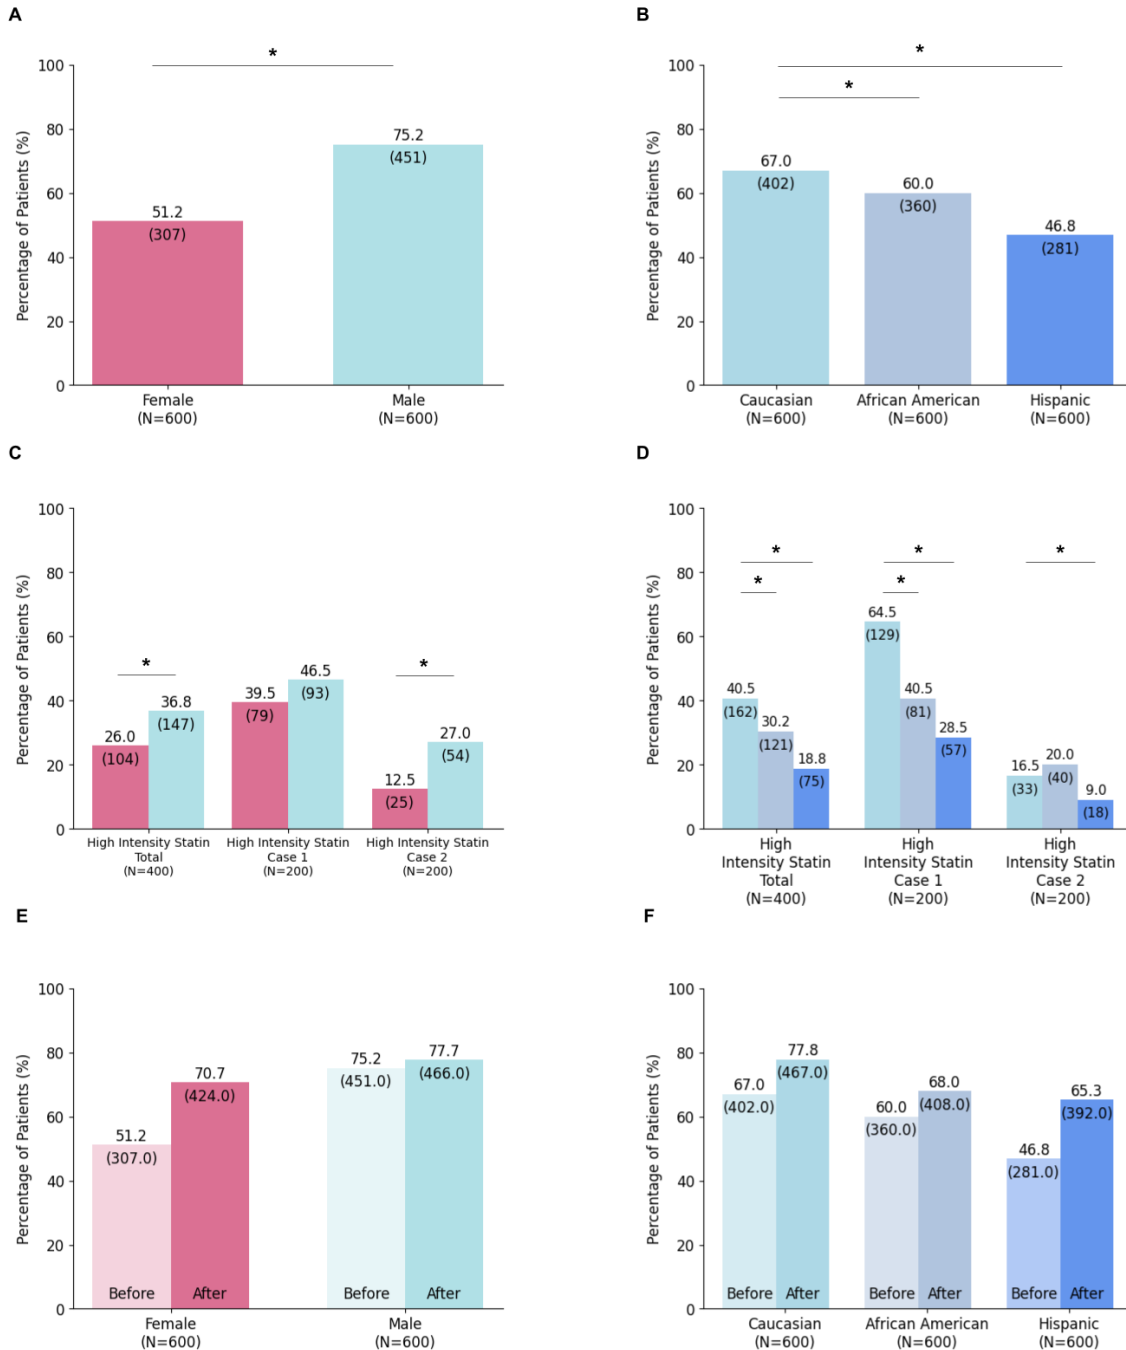 A
*
100
80
60
40
20
0
Percentage of Patients (%)
51.2
(307)
75.2
(451)
Female
(N=600)
Male
(N=600)
B
*
*
100
80
60
40
20
0
Percentage of Patients (%)
67.0
(402)
60.0
(360)
46.8
(281)
Caucasian
(N=600)
African American
(N=600)
Hispanic
(N=600)
C
100
80
60
40
20
0
Percentage of Patients (%)
*
*
26.0
(104)
36.8
(147)
39.5
(79)
46.5
(93)
12.5
(25)
27.0
(54)
High Intensity Statin
Total
(N=400)
High Intensity Statin
Case 1
(N=200)
High Intensity Statin
Case 2
(N=200)
D
100
80
60
40
20
0
Percentage of Patients (%)
*
*
*
*
*
40.5
(162)
30.2
(121)
18.8
(75)
64.5
(129)
40.5
(81)
28.5
(57)
16.5
(33)
20.0
(40)
9.0
(18)
High
Intensity Statin
Total
(N=400)
High
Intensity Statin
Case 1
(N=200)
High
Intensity Statin
Case 2
(N=200)
E
100
80
60
40
20
0
Percentage of Patients (%)
51.2
(307.0)
70.7
(424.0)
75.2
(451.0)
77.7
(466.0)
Before
After
Before
After
Female
(N=600)
Male
(N=600)
F
100
80
60
40
20
0
Percentage of Patients (%)
67.0
(402.0)
77.8
(467.0)
60.0
(360.0)
68.0
(408.0)
46.8
(281.0)
65.3
(392.0)
Before
After
Before
After
Before
After
Caucasian
(N=600)
African American
(N=600)
Hispanic
(N=600)